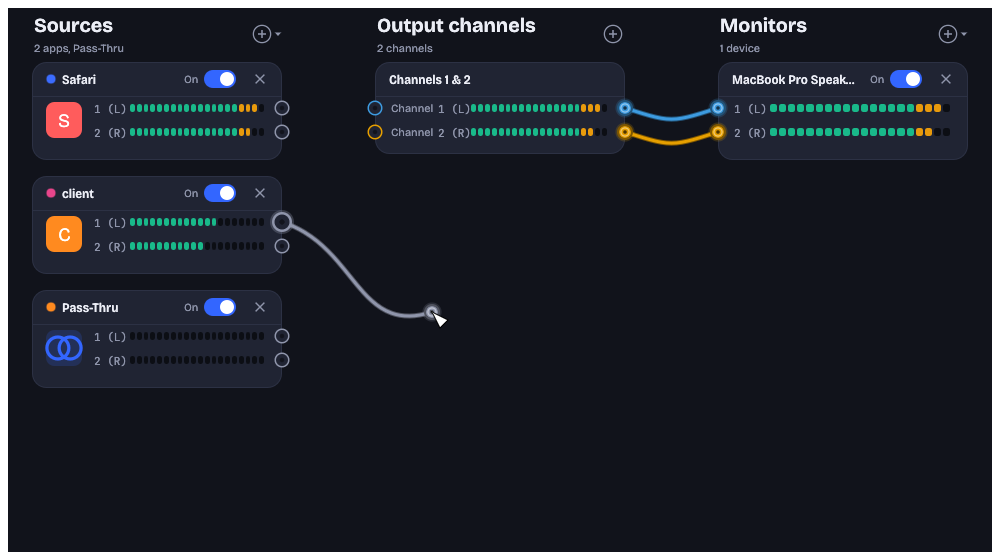 Sources
2 apps, Pass-Thru
Safari
On
S
1 (L)
2 (R)
client
On
C
1 (L)
2 (R)
Pass-Thru
On
1 (L)
2 (R)
Output channels
2 channels
Channels 1 & 2
Channel 1 (L)
Channel 2 (R)
Monitors
1 device
MacBook Pro Speak...
On
1 (L)
2 (R)